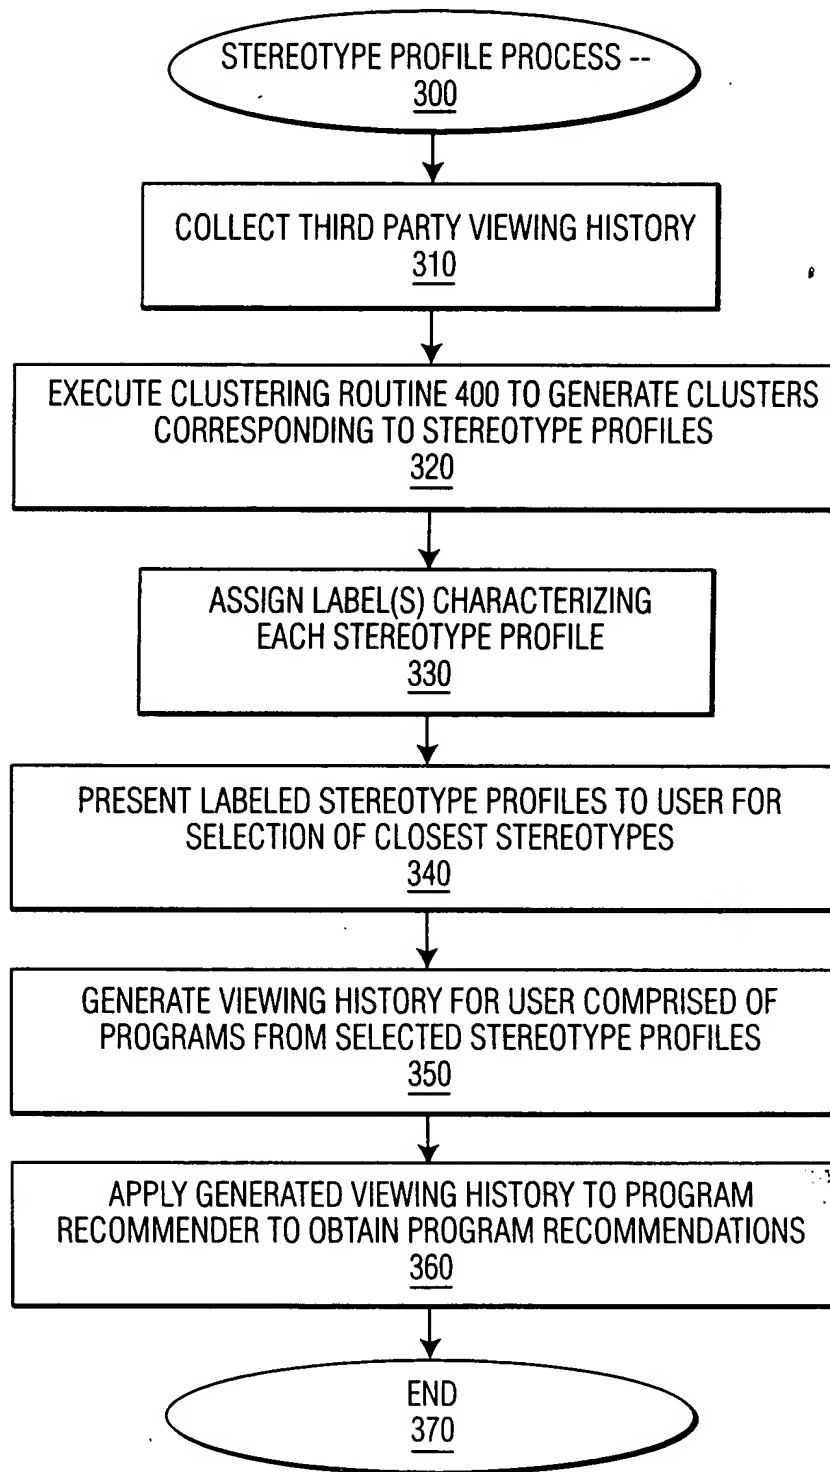 STEREOTYPE PROFILE PROCESS --
300
COLLECT THIRD PARTY VIEWING HISTORY
310
EXECUTE CLUSTERING ROUTINE 400 TO GENERATE CLUSTERS
CORRESPONDING TO STEREOTYPE PROFILES
320
ASSIGN LABEL(S) CHARACTERIZING
EACH STEREOTYPE PROFILE
330
PRESENT LABELED STEREOTYPE PROFILES TO USER FOR
SELECTION OF CLOSEST STEREOTYPES
340
GENERATE VIEWING HISTORY FOR USER COMPRISED OF
PROGRAMS FROM SELECTED STEREOTYPE PROFILES
350
APPLY GENERATED VIEWING HISTORY TO PROGRAM
RECOMMENDER TO OBTAIN PROGRAM RECOMMENDATIONS
360
END
370